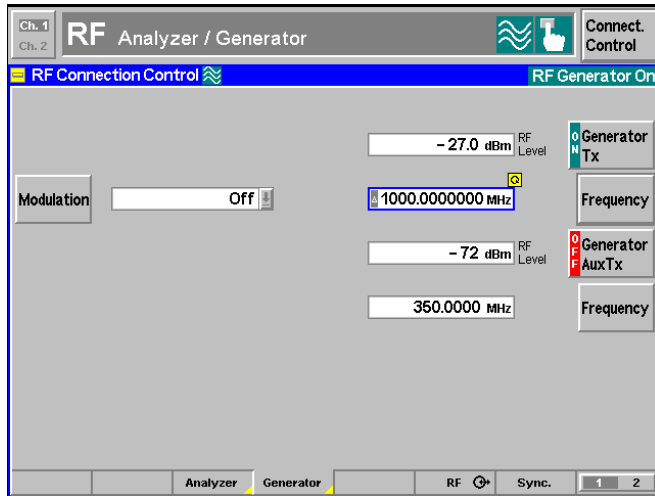 Ch. 1
Ch. 2
RF Analyzer / Generator
Connect.
Control
RF Connection Control
RF Generator On
- 27.0 dBm RF Level
ON Generator Tx
Modulation Off
1000.0000000 MHz
Frequency
- 72 dBm RF Level
OFF Generator AuxTx
350.0000 MHz
Frequency
Analyzer Generator RF Sync. 1 2